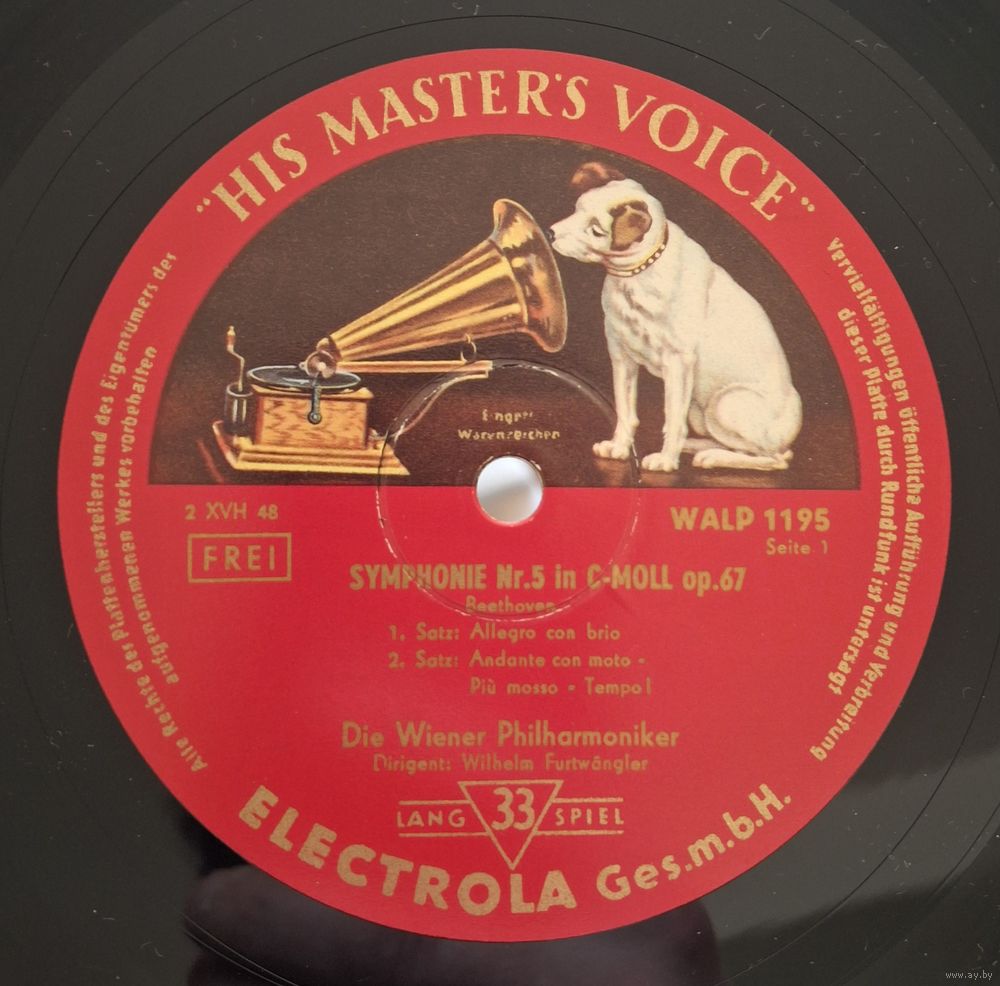 "HIS MASTER'S VOICE"
Alle Rechte des Plattenherstellers und des Eigentümers des
aufgenommenen Werkes vorbehalten
Vervielfältigungen öffentliche Aufführung und Verbreitung
dieser Platte durch Rundfunk ist untersagt
Warenzeichen
2 XVH 48
FREI
WALP 1195
Seite 1
SYMPHONIE Nr.5 in C-MOLL op.67
Beethoven
1. Satz: Allegro con brio
2. Satz: Andante con moto -
Più mosso - Tempo I
Die Wiener Philharmoniker
Dirigent: Wilhelm Furtwängler
LANG 33 SPIEL
ELECTROLA Ges.m.b.H.
www.ay.by